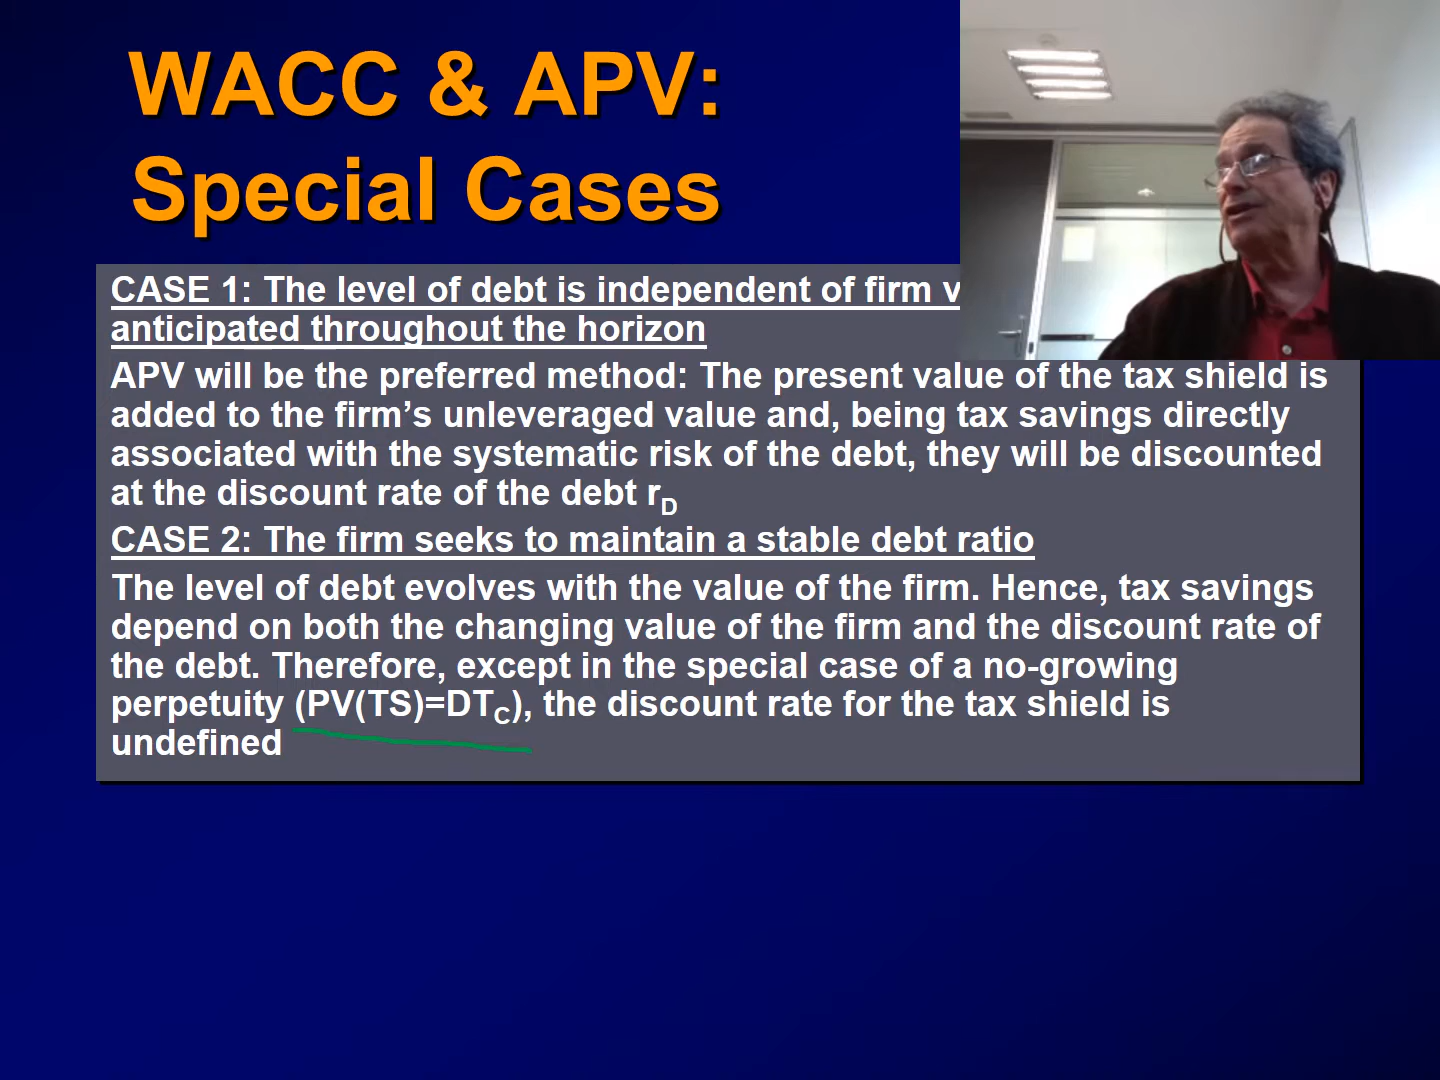 WACC & APV:
Special Cases
CASE 1: The level of debt is independent of firm
anticipated throughout the horizon
APV will be the preferred method: The present value of the tax shield is
added to the firm’s unleveraged value and, being tax savings directly
associated with the systematic risk of the debt, they will be discounted
at the discount rate of the debt rD
CASE 2: The firm seeks to maintain a stable debt ratio
The level of debt evolves with the value of the firm. Hence, tax savings
depend on both the changing value of the firm and the discount rate of
the debt. Therefore, except in the special case of a no-growing
perpetuity (PV(TS)=DTC), the discount rate for the tax shield is
undefined